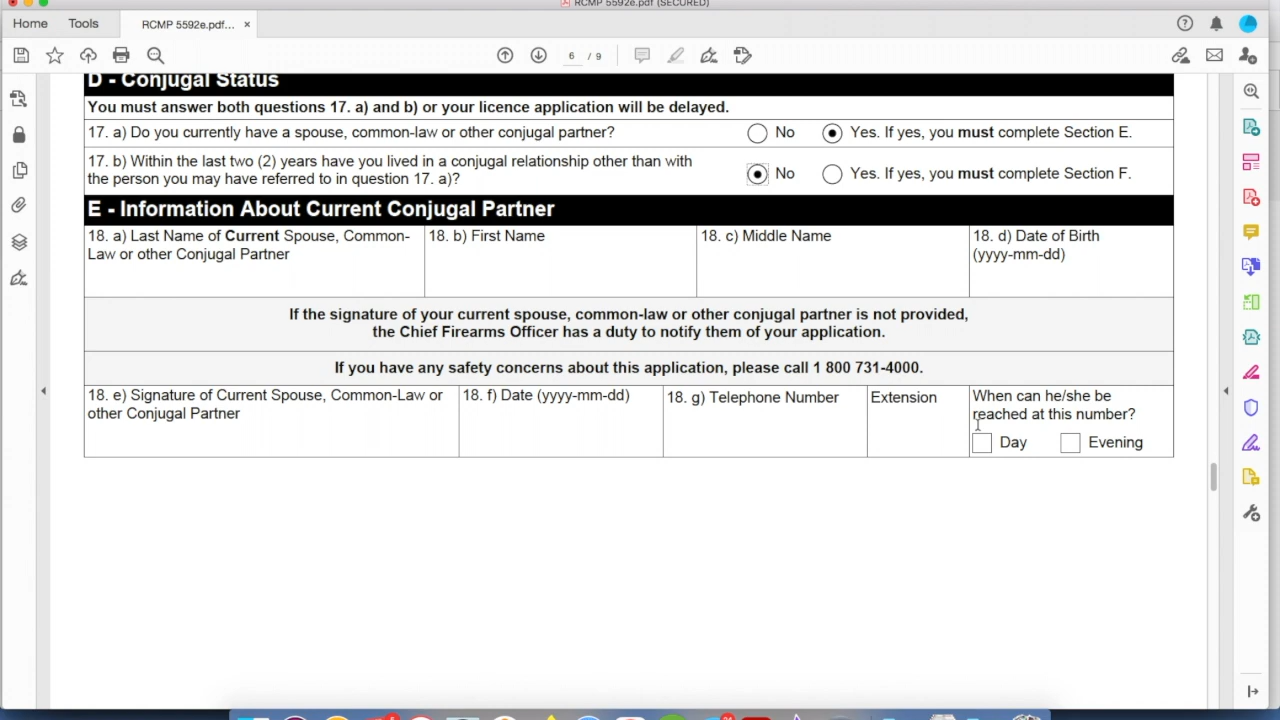 RCMP 5592e.pdf (SECURED)
Home Tools RCMP 5592e.pdf... ×
6 / 9
D - Conjugal Status
You must answer both questions 17. a) and b) or your licence application will be delayed.
17. a) Do you currently have a spouse, common-law or other conjugal partner? No Yes. If yes, you must complete Section E.
17. b) Within the last two (2) years have you lived in a conjugal relationship other than with
the person you may have referred to in question 17. a)? No Yes. If yes, you must complete Section F.
E - Information About Current Conjugal Partner
18. a) Last Name of Current Spouse, Common-
Law or other Conjugal Partner
18. b) First Name
18. c) Middle Name
18. d) Date of Birth
(yyyy-mm-dd)
If the signature of your current spouse, common-law or other conjugal partner is not provided,
the Chief Firearms Officer has a duty to notify them of your application.
If you have any safety concerns about this application, please call 1 800 731-4000.
18. e) Signature of Current Spouse, Common-Law or
other Conjugal Partner
18. f) Date (yyyy-mm-dd)
18. g) Telephone Number
Extension
When can he/she be
reached at this number?
Day Evening